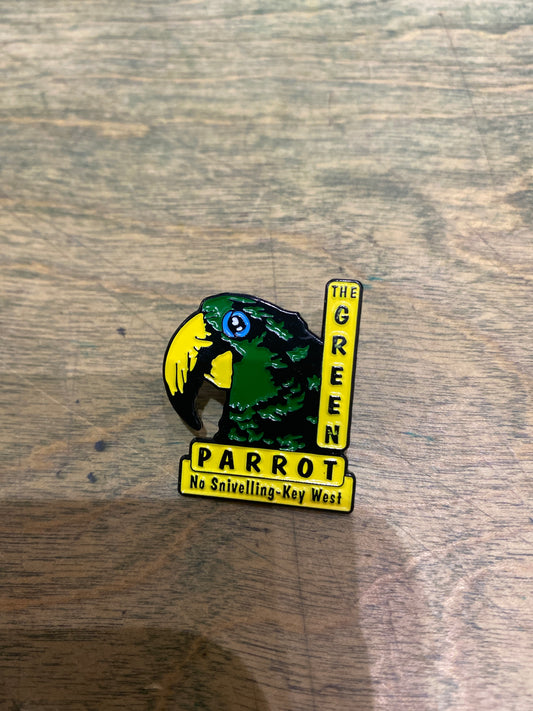 THE
GREEN
PARROT
No Snivelling-Key West